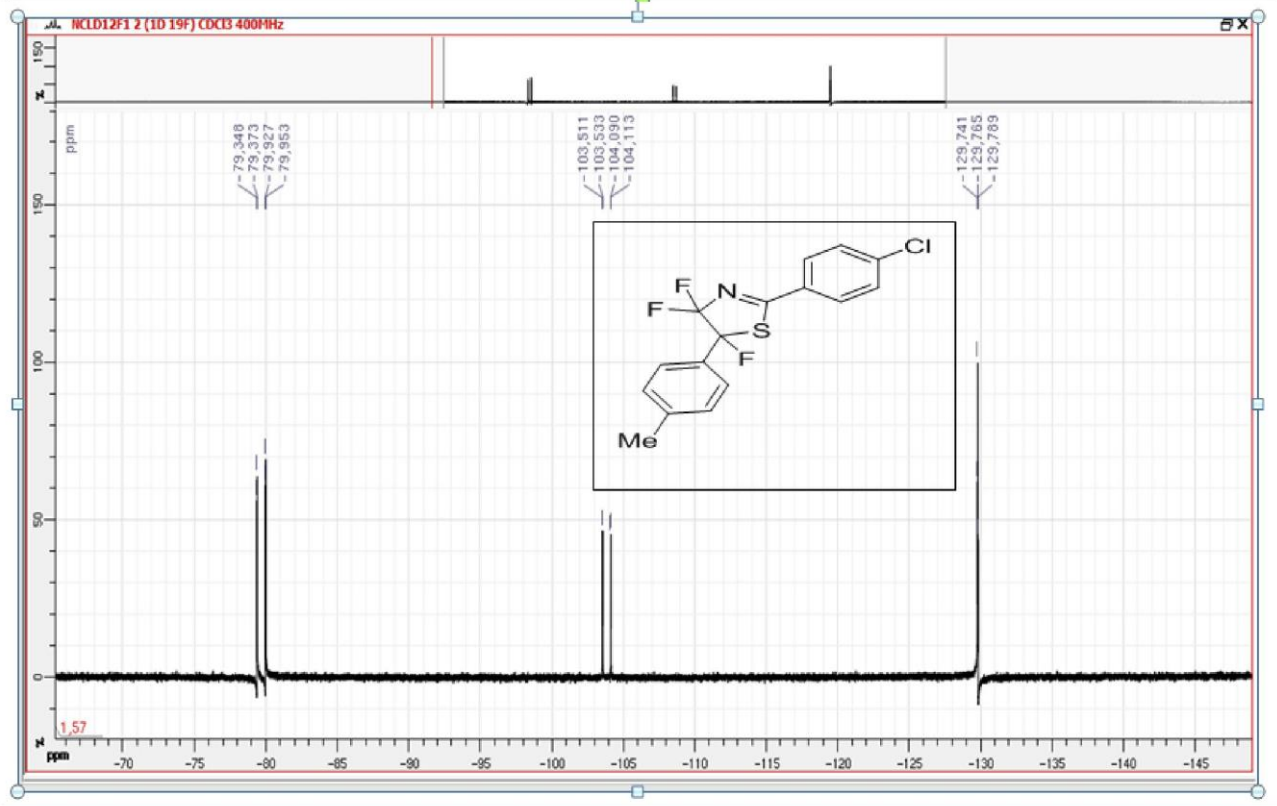 NCLD12F1 2 (1D 19F) CDCl3 400MHz
150
%
ppm
-79,348
-79,373
-79,927
-79,953
-103,511
-103,533
-104,090
-104,113
-129,741
-129,765
-129,789
150
100
50
0
Cl
F
N
F
S
F
Me
1,57
%
ppm
-70 -75 -80 -85 -90 -95 -100 -105 -110 -115 -120 -125 -130 -135 -140 -145